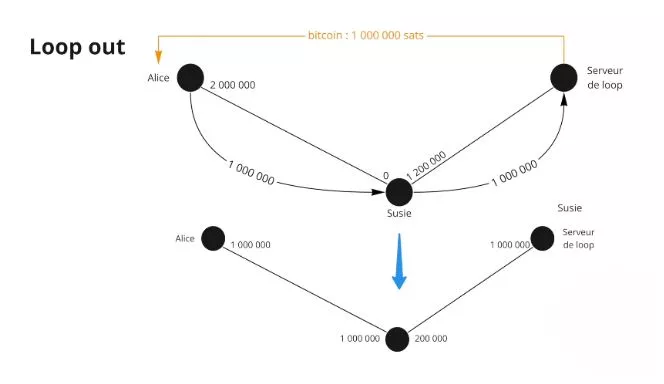 Loop out
bitcoin : 1 000 000 sats
Alice
2 000 000
Serveur
de loop
1 000 000
0
1 200 000
1 000 000
Susie
Susie
Alice
1 000 000
1 000 000
Serveur
de loop
1 000 000
200 000